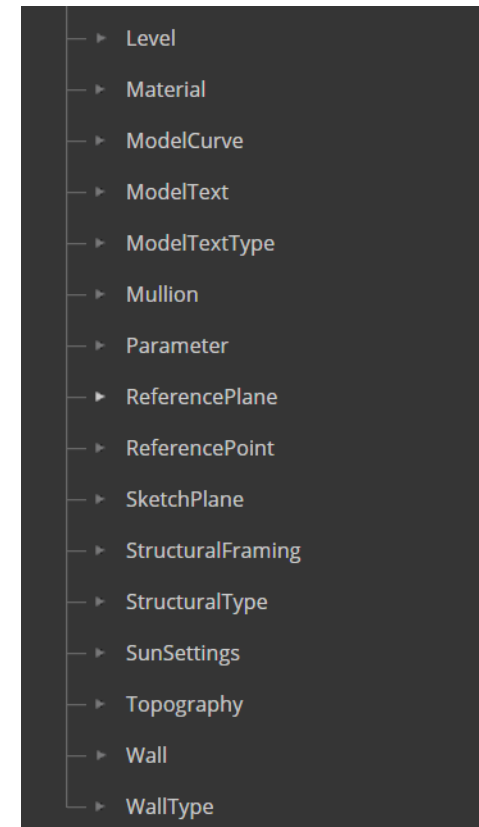 Level
Material
ModelCurve
ModelText
ModelTextType
Mullion
Parameter
ReferencePlane
ReferencePoint
SketchPlane
StructuralFraming
StructuralType
SunSettings
Topography
Wall
WallType